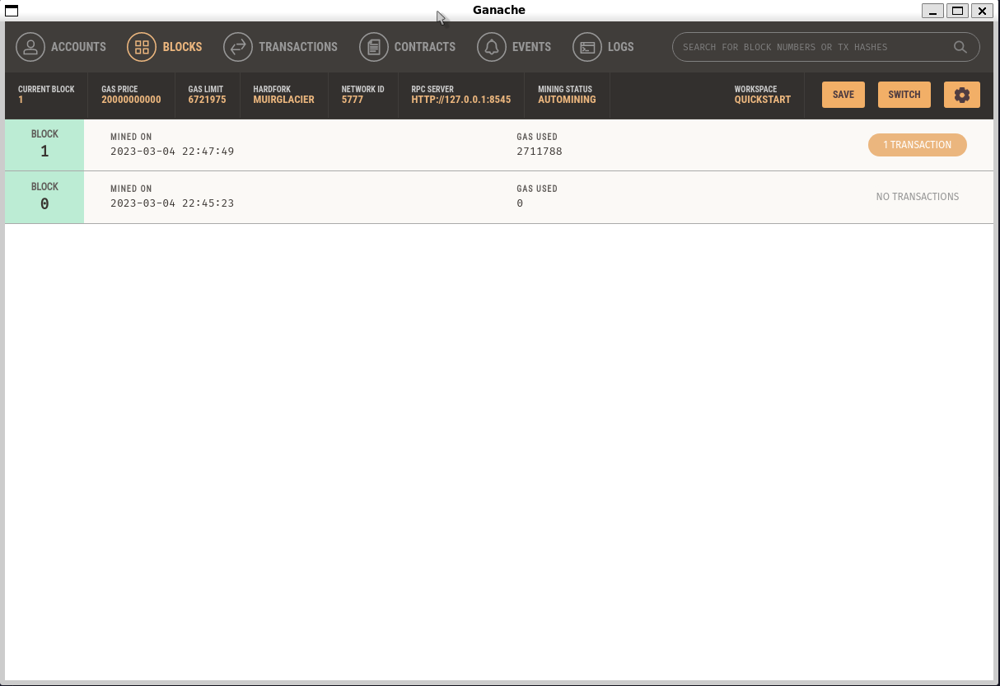 Ganache
ACCOUNTS BLOCKS TRANSACTIONS CONTRACTS EVENTS LOGS SEARCH FOR BLOCK NUMBERS OR TX HASHES
CURRENT BLOCK GAS PRICE GAS LIMIT HARDFORK NETWORK ID RPC SERVER MINING STATUS WORKSPACE
1 20000000000 6721975 MUIRGLACIER 5777 HTTP://127.0.0.1:8545 AUTOMINING QUICKSTART SAVE SWITCH
BLOCK MINED ON GAS USED
1 2023-03-04 22:47:49 2711788 1 TRANSACTION
BLOCK MINED ON GAS USED
0 2023-03-04 22:45:23 0 NO TRANSACTIONS